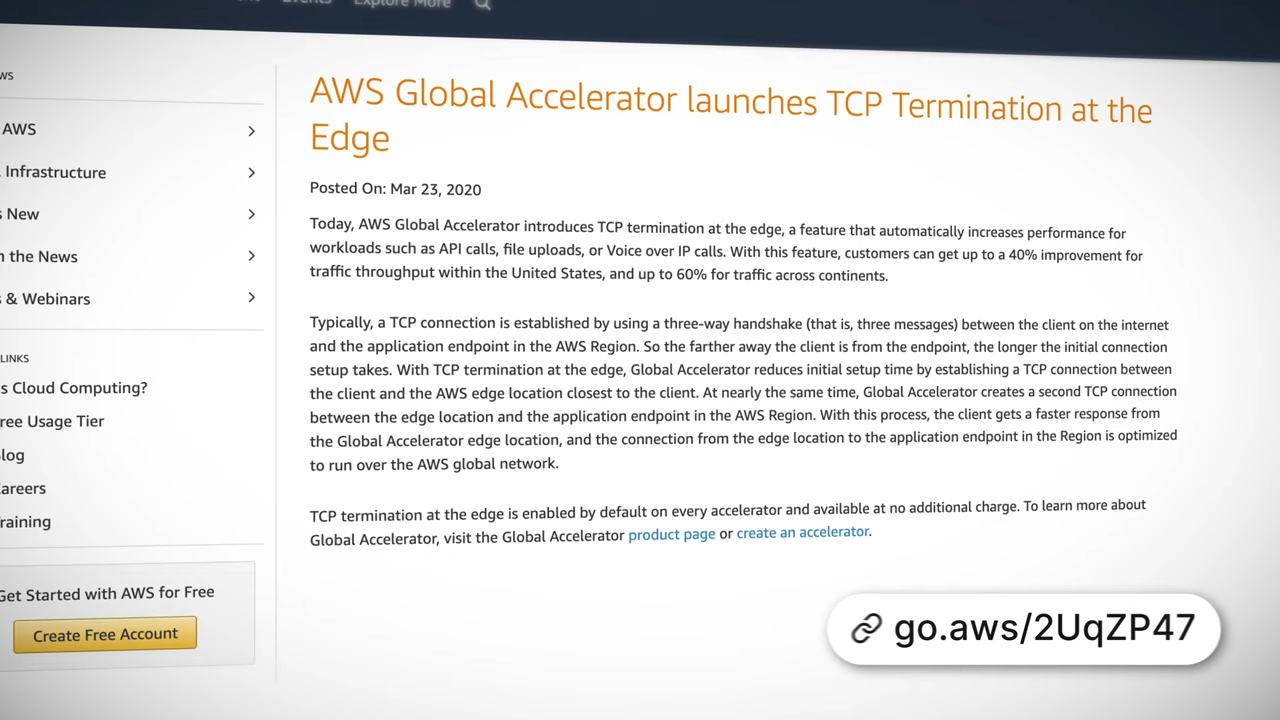 Explore More
AWS Global Accelerator launches TCP Termination at the
Edge
Posted On: Mar 23, 2020
Today, AWS Global Accelerator introduces TCP termination at the edge, a feature that automatically increases performance for
workloads such as API calls, file uploads, or Voice over IP calls. With this feature, customers can get up to a 40% improvement for
traffic throughput within the United States, and up to 60% for traffic across continents.
Typically, a TCP connection is established by using a three-way handshake (that is, three messages) between the client on the internet
and the application endpoint in the AWS Region. So the farther away the client is from the endpoint, the longer the initial connection
setup takes. With TCP termination at the edge, Global Accelerator reduces initial setup time by establishing a TCP connection between
the client and the AWS edge location closest to the client. At nearly the same time, Global Accelerator creates a second TCP connection
between the edge location and the application endpoint in the AWS Region. With this process, the client gets a faster response from
the Global Accelerator edge location, and the connection from the edge location to the application endpoint in the Region is optimized
to run over the AWS global network.
TCP termination at the edge is enabled by default on every accelerator and available at no additional charge. To learn more about
Global Accelerator, visit the Global Accelerator product page or create an accelerator.
ws
AWS
Infrastructure
s New
n the News
s & Webinars
LINKS
s Cloud Computing?
ree Usage Tier
log
Careers
raining
Get Started with AWS for Free
Create Free Account
go.aws/2UqZP47